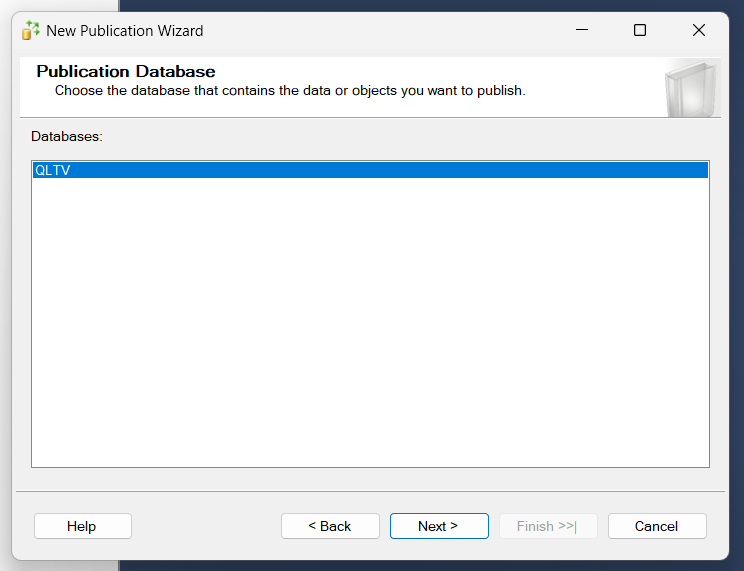 New Publication Wizard
Publication Database
Choose the database that contains the data or objects you want to publish.
Databases:
QLTV
Help
< Back
Next >
Finish >>|
Cancel